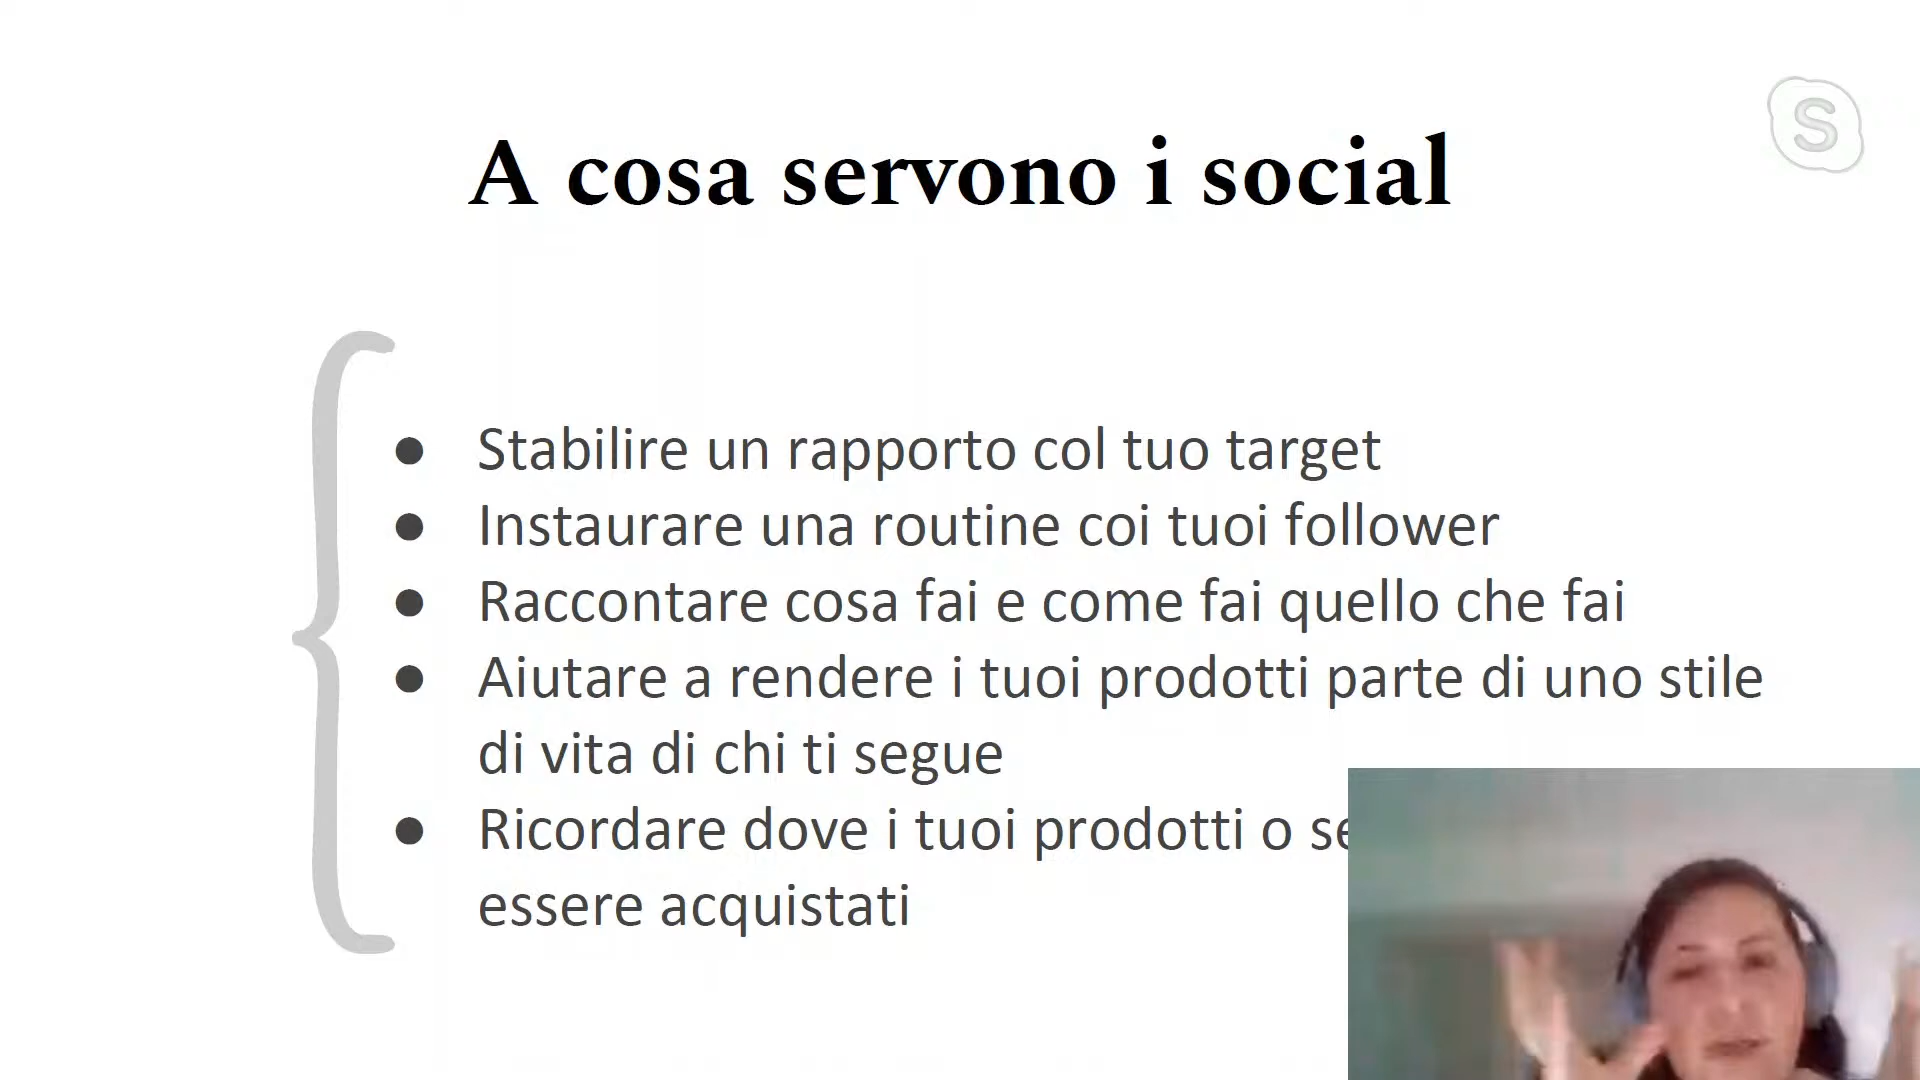 A cosa servono i social
S
● Stabilire un rapporto col tuo target
● Instaurare una routine coi tuoi follower
● Raccontare cosa fai e come fai quello che fai
● Aiutare a rendere i tuoi prodotti parte di uno stile
di vita di chi ti segue
● Ricordare dove i tuoi prodotti o
essere acquistati